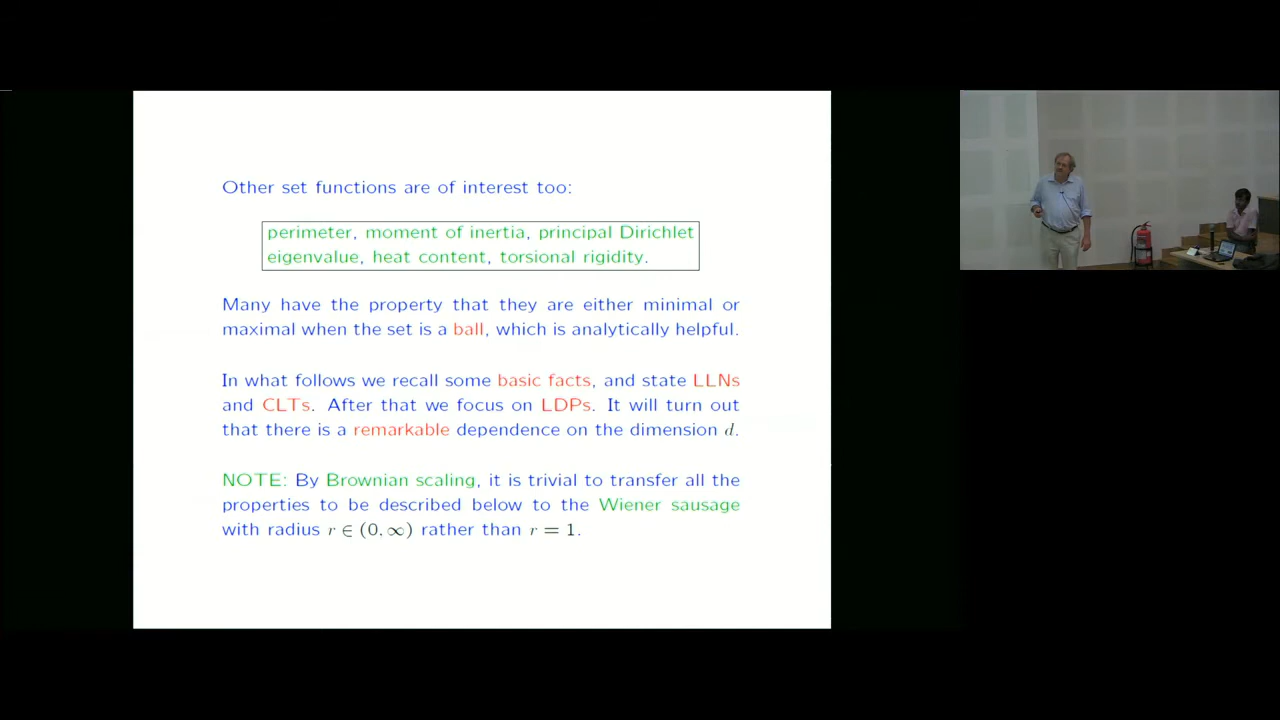 Other set functions are of interest too:
perimeter, moment of inertia, principal Dirichlet
eigenvalue, heat content, torsional rigidity.
Many have the property that they are either minimal or
maximal when the set is a ball, which is analytically helpful.
In what follows we recall some basic facts, and state LLNs
and CLTs. After that we focus on LDPs. It will turn out
that there is a remarkable dependence on the dimension d.
NOTE: By Brownian scaling, it is trivial to transfer all the
properties to be described below to the Wiener sausage
with radius r ∈ (0, ∞) rather than r = 1.